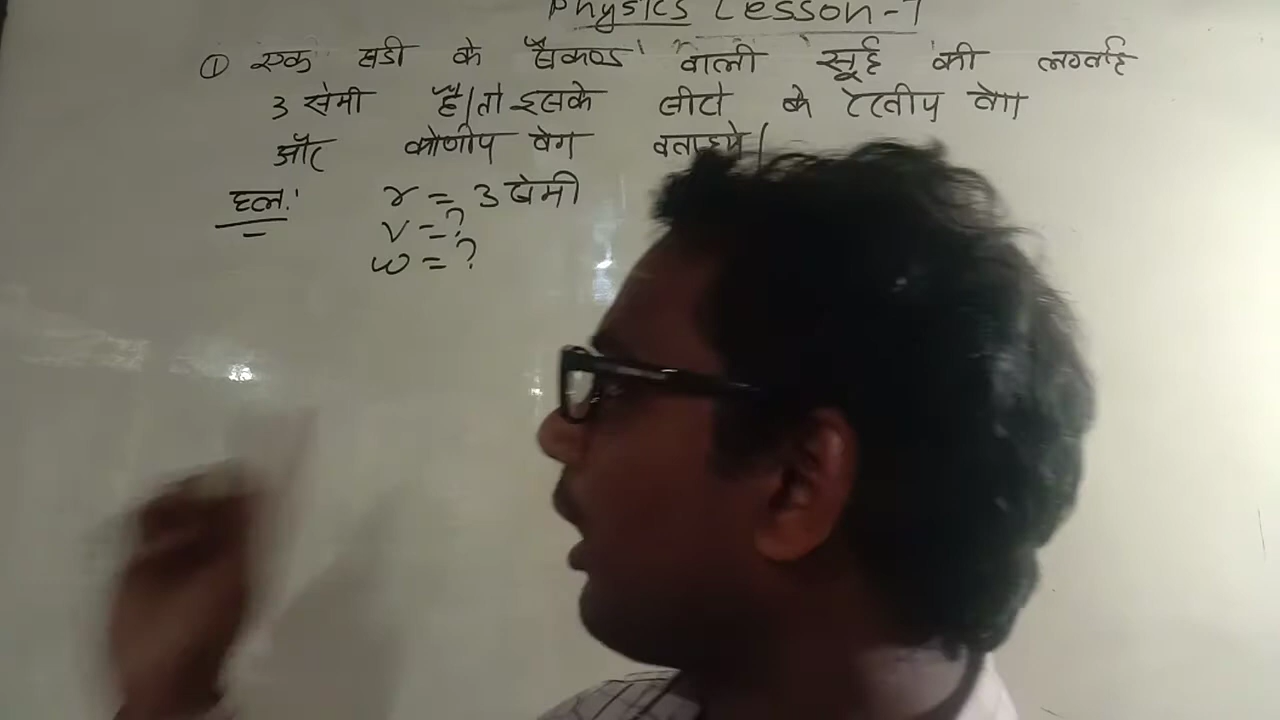 Physics Lesson-1
① एक घडी के सैकण्ड वाली सूई की लम्बाई
3 सेमी है। तो इसके सीरो के रेखीय वेग
और कोणीय वेग बताइये।
हल:
r = 3 सेमी
v = ?
ω = ?